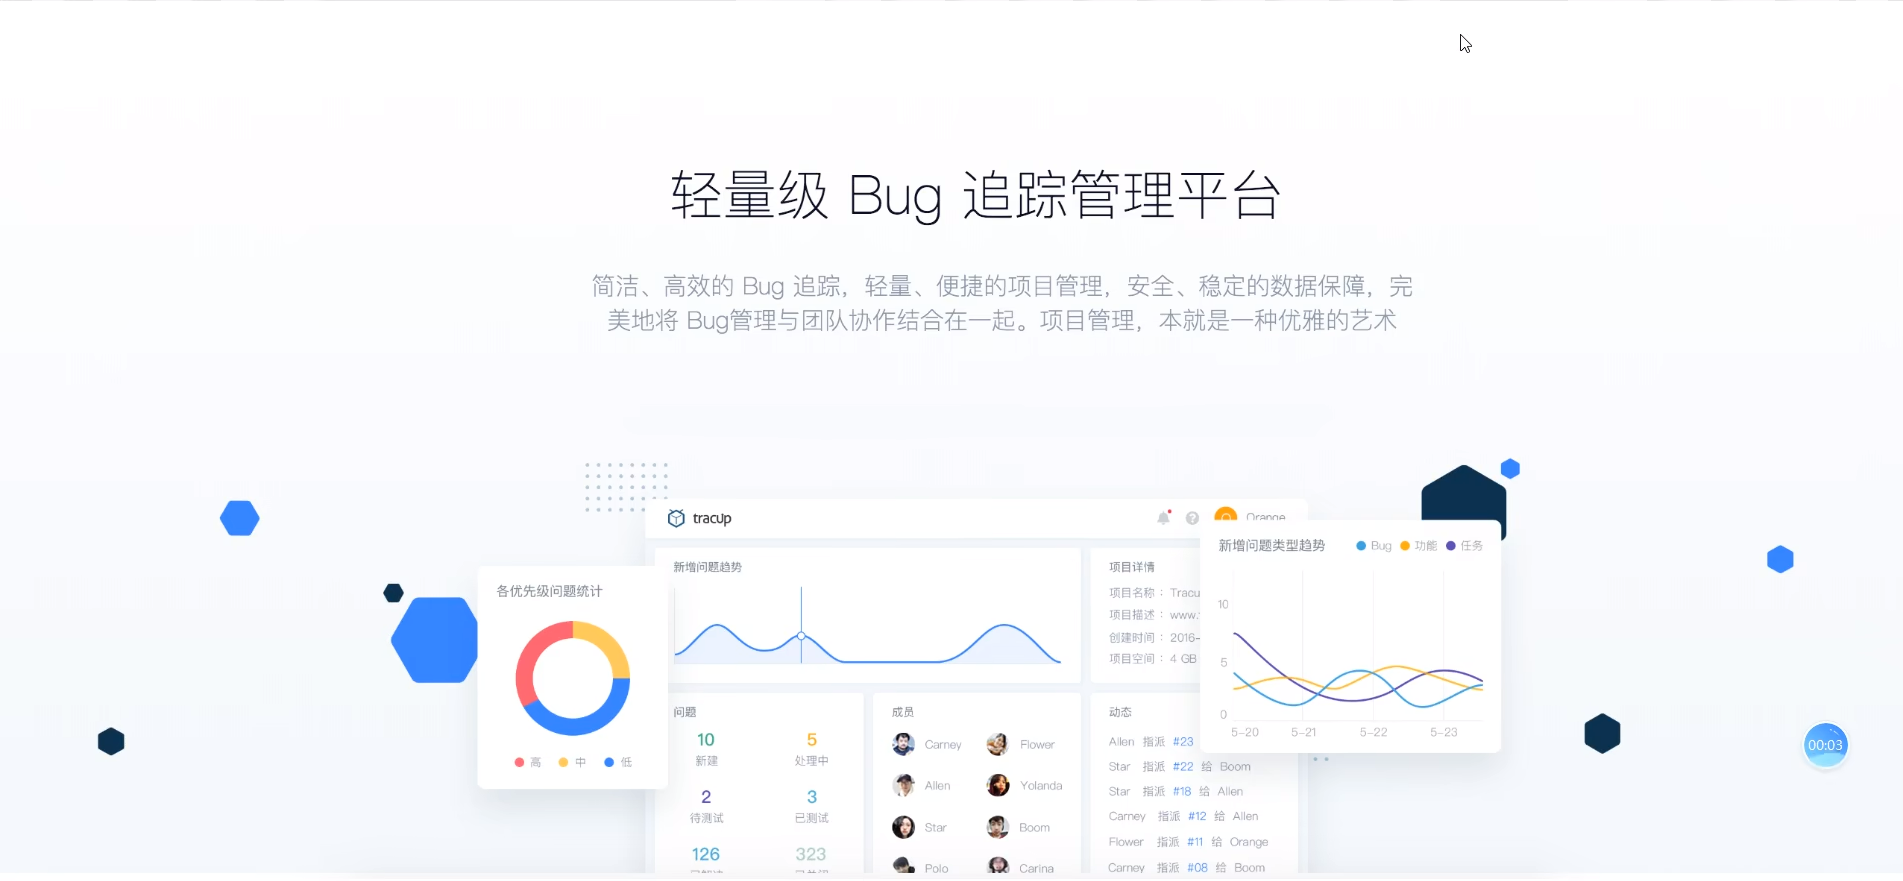 轻量级 Bug 追踪管理平台
简洁、高效的 Bug 追踪，轻量、便捷的项目管理，安全、稳定的数据保障，完
美地将 Bug管理与团队协作结合在一起。项目管理，本就是一种优雅的艺术
tracup
Orange
各优先级问题统计
高 中 低
新增问题趋势
项目详情
项目名称： Tracu
项目描述： www.
创建时间： 2016-
项目空间： 4 GB
新增问题类型趋势
Bug 功能 任务
10
5
0
5-20 5-21 5-22 5-23
问题
10 5
新建 处理中
2 3
待测试 已测试
126 323
成员
Carney Flower
Allen Yolanda
Star Boom
Polo Carina
动态
Allen 指派 #23
Star 指派 #22 给 Boom
Star 指派 #18 给 Allen
Carney 指派 #12 给 Allen
Flower 指派 #11 给 Orange
Carney 指派 #08 给 Boom
00:03